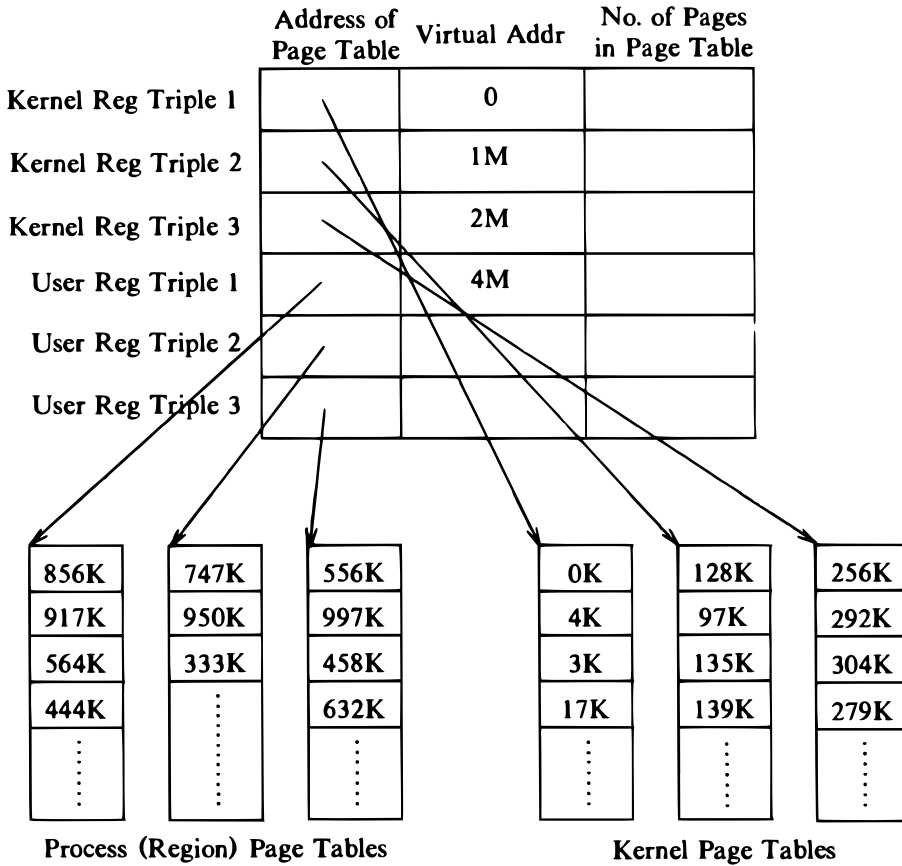 Address of
Page Table
Virtual Addr
No. of Pages
in Page Table
Kernel Reg Triple 1
0
Kernel Reg Triple 2
1M
Kernel Reg Triple 3
2M
User Reg Triple 1
4M
User Reg Triple 2
User Reg Triple 3
856K 747K 556K 0K 128K 256K
917K 950K 997K 4K 97K 292K
564K 333K 458K 3K 135K 304K
444K 632K 17K 139K 279K
Process (Region) Page Tables
Kernel Page Tables